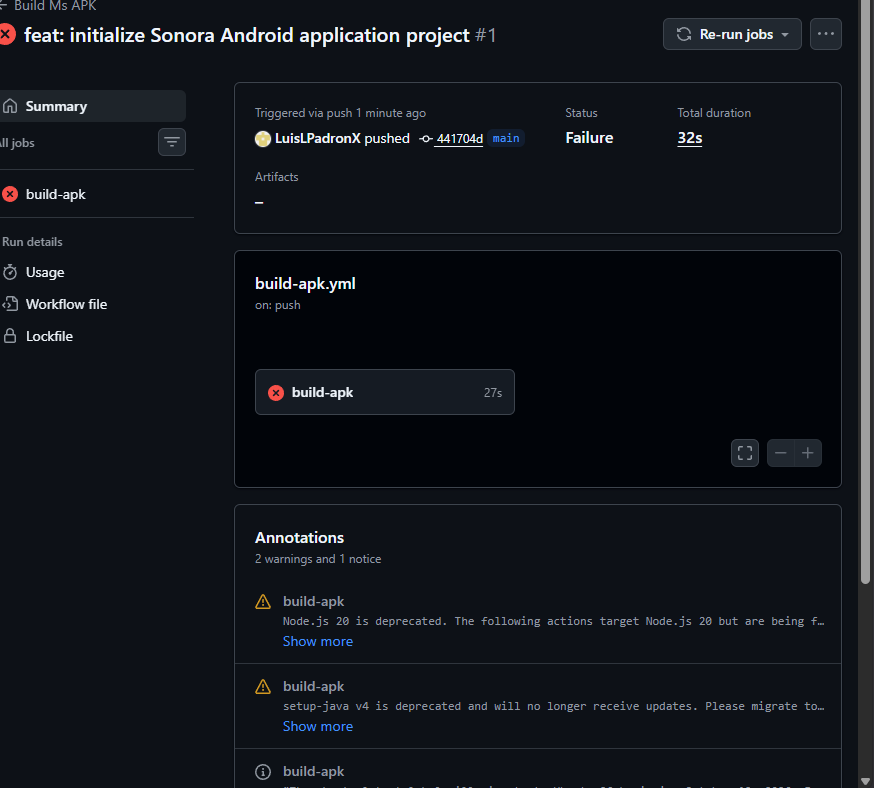 ← Build Ms APK
feat: initialize Sonora Android application project #1
Re-run jobs
Summary
All jobs
build-apk
Run details
Usage
Workflow file
Lockfile
Triggered via push 1 minute ago
LuisLPadronX pushed 441704d main
Status
Failure
Total duration
32s
Artifacts
–
build-apk.yml
on: push
build-apk
27s
Annotations
2 warnings and 1 notice
build-apk
Node.js 20 is deprecated. The following actions target Node.js 20 but are being f…
Show more
build-apk
setup-java v4 is deprecated and will no longer receive updates. Please migrate to…
Show more
build-apk